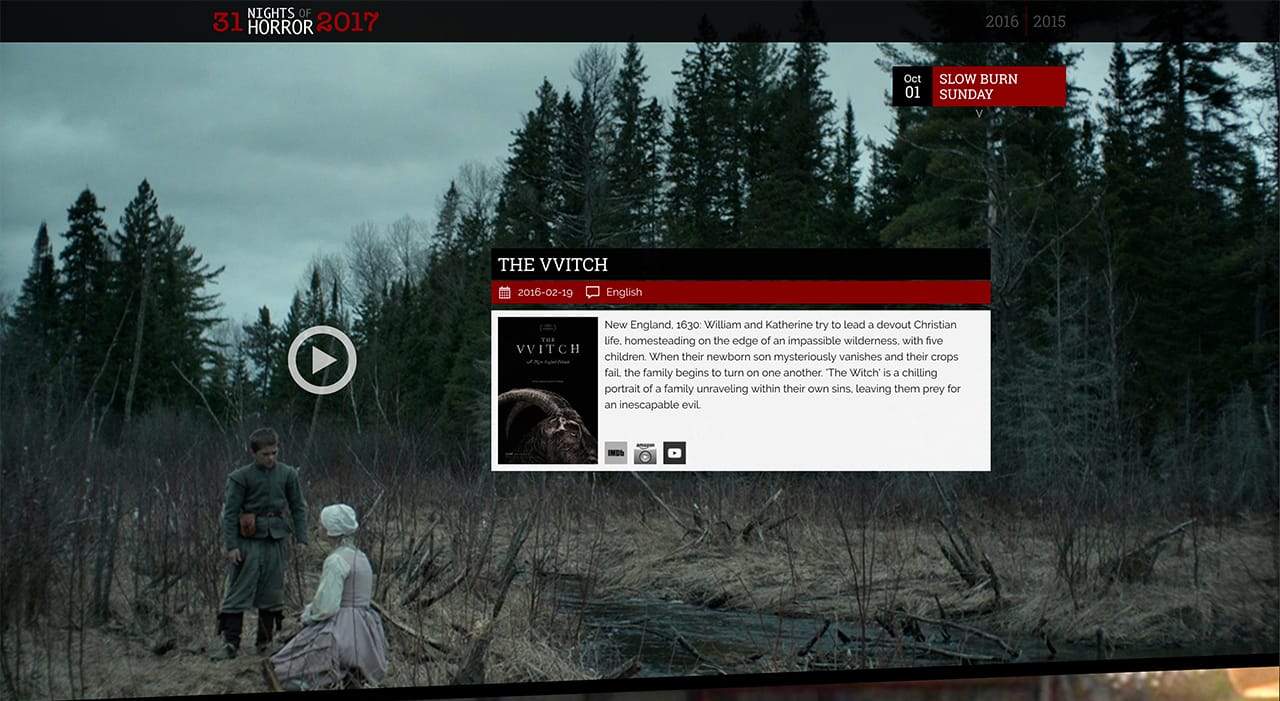 31 NIGHTS OF HORROR 2017
2016 | 2015
Oct 01
SLOW BURN
SUNDAY
V
THE VVITCH
2016-02-19 English
THE
VVITCH
New England, 1630: William and Katherine try to lead a devout Christian
life, homesteading on the edge of an impassible wilderness, with five
children. When their newborn son mysteriously vanishes and their crops
fail, the family begins to turn on one another. 'The Witch' is a chilling
portrait of a family unraveling within their own sins, leaving them prey for
an inescapable evil.
IMDb amazon